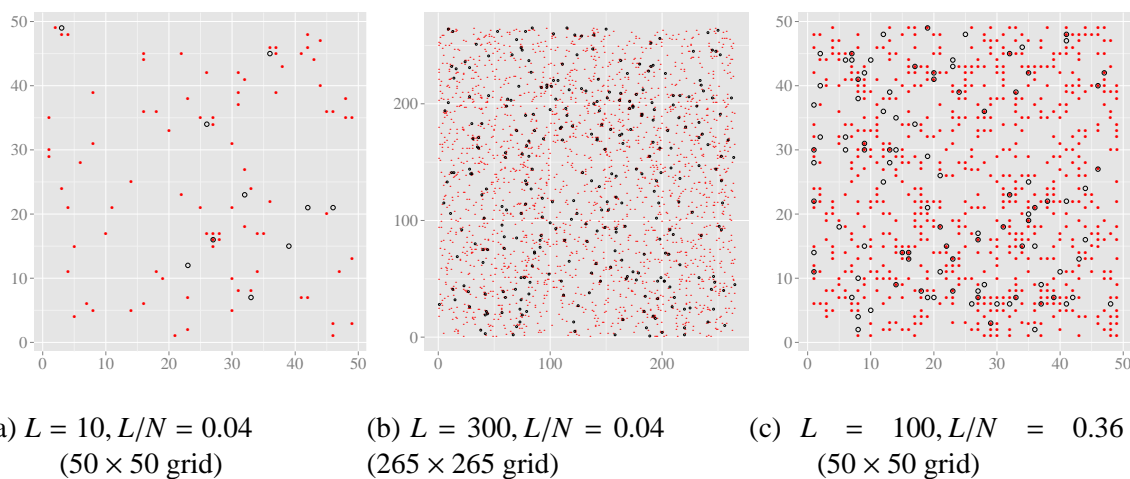 50
40
30
20
10
0
0 10 20 30 40 50
200
100
0
0 100 200
50
40
30
20
10
0
0 10 20 30 40 50
) L = 10, L/N = 0.04
(50 × 50 grid)
(b) L = 300, L/N = 0.04
(265 × 265 grid)
(c) L = 100, L/N = 0.36
(50 × 50 grid)